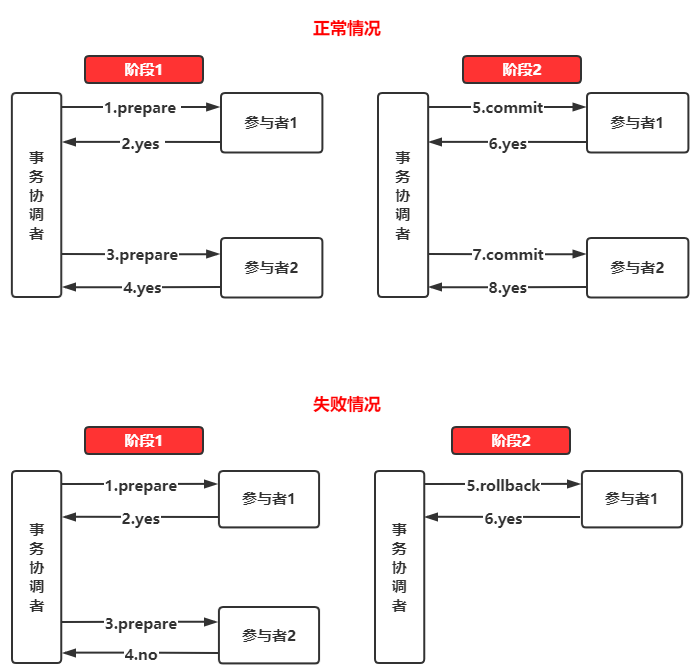 正常情况
阶段1
阶段2
事务协调者
1.prepare
2.yes
参与者1
3.prepare
4.yes
参与者2
事务协调者
5.commit
6.yes
参与者1
7.commit
8.yes
参与者2
失败情况
阶段1
阶段2
事务协调者
1.prepare
2.yes
参与者1
3.prepare
4.no
参与者2
事务协调者
5.rollback
6.yes
参与者1